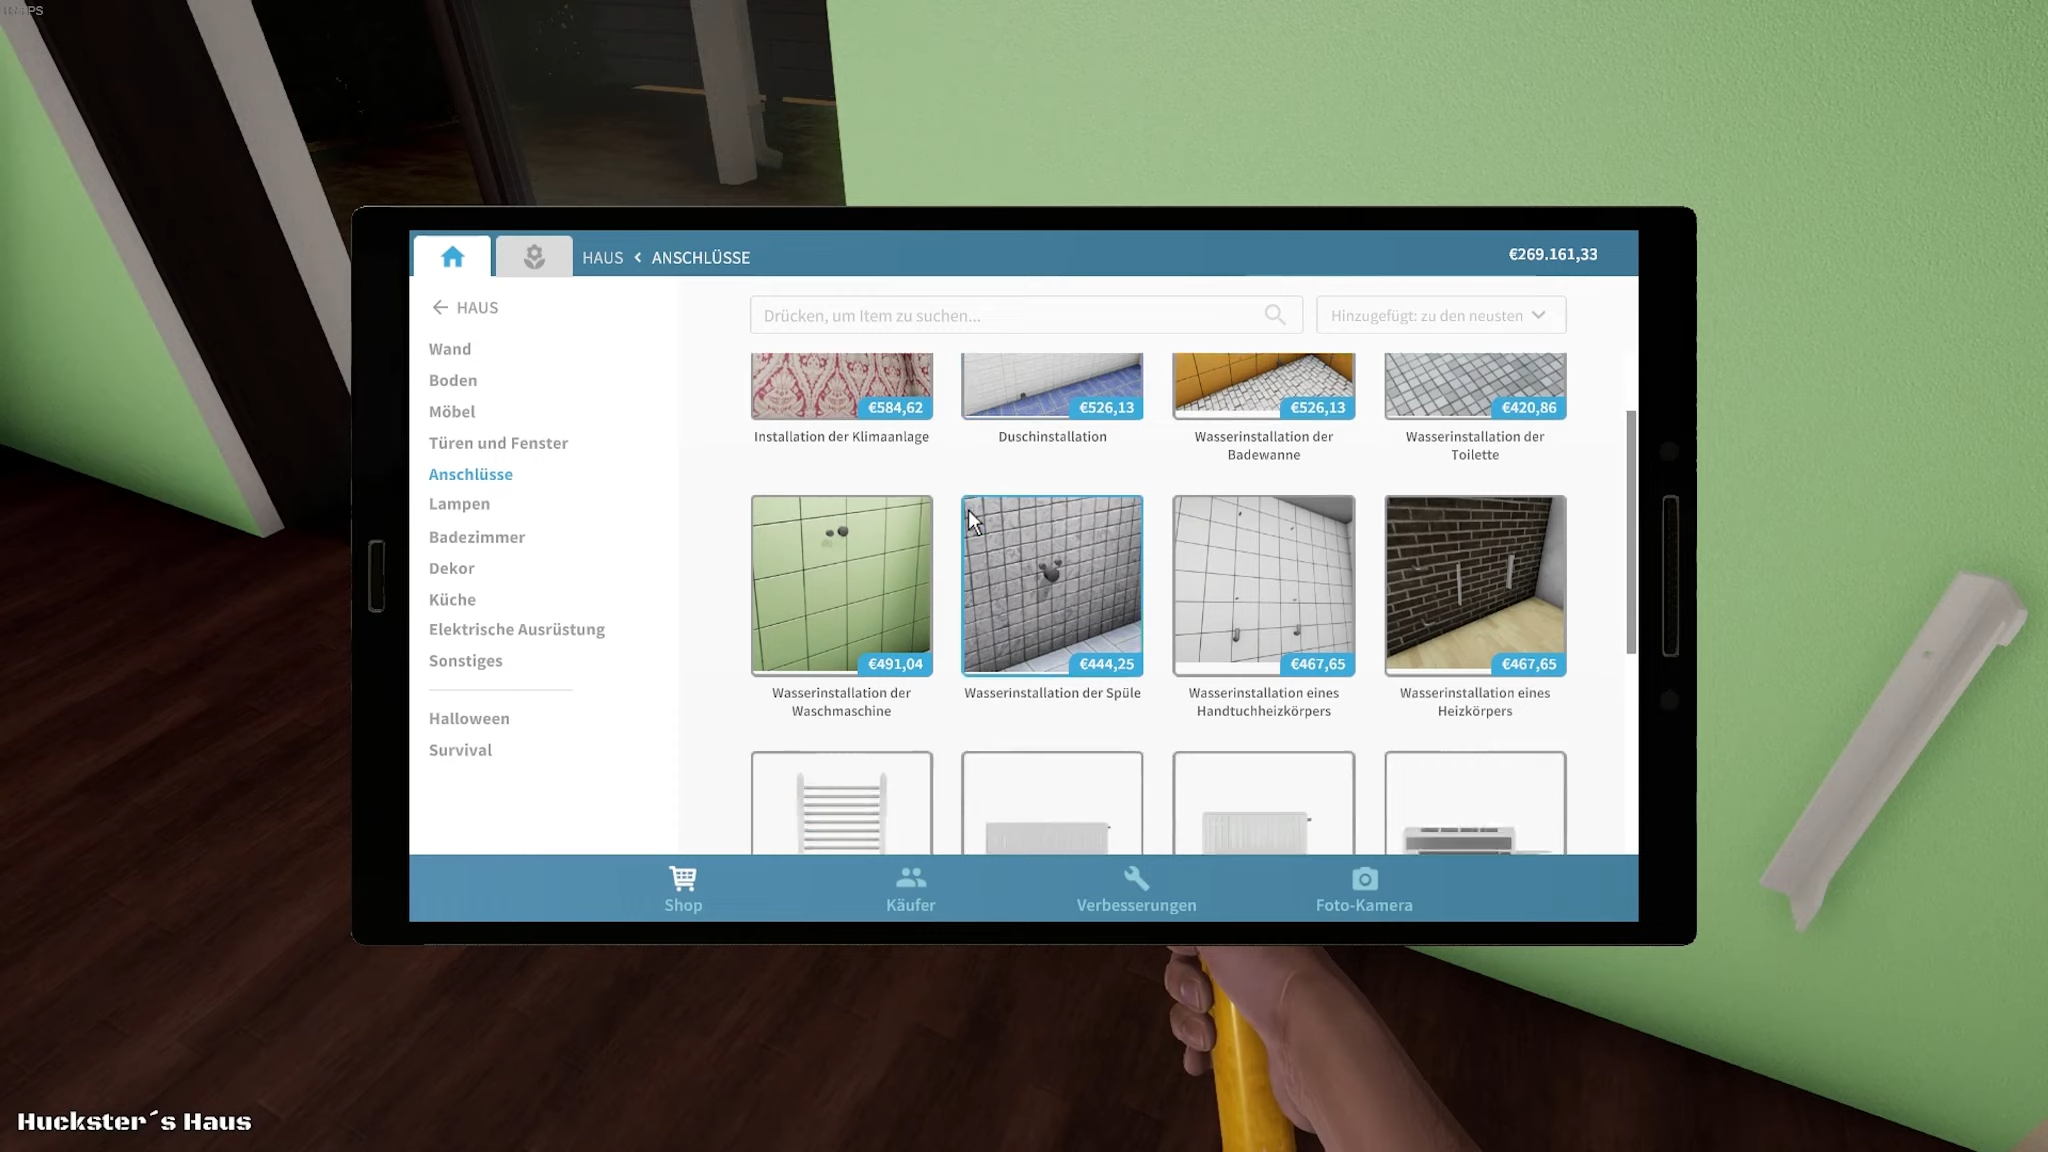 HAUS < ANSCHLÜSSE
€269.161,33
HAUS
Drücken, um Item zu suchen...
Hinzugefügt: zu den neusten
Wand
Boden
Möbel
Türen und Fenster
Anschlüsse
Lampen
Badezimmer
Dekor
Küche
Elektrische Ausrüstung
Sonstiges
Halloween
Survival
€584,62
€526,13
€526,13
€420,86
Installation der Klimaanlage
Duschinstallation
Wasserinstallation der
Badewanne
Wasserinstallation der
Toilette
€491,04
€444,25
€467,65
€467,65
Wasserinstallation der
Waschmaschine
Wasserinstallation der Spüle
Wasserinstallation eines
Handtuchheizkörpers
Wasserinstallation eines
Heizkörpers
Shop
Käufer
Verbesserungen
Foto-Kamera
Huckster´s Haus